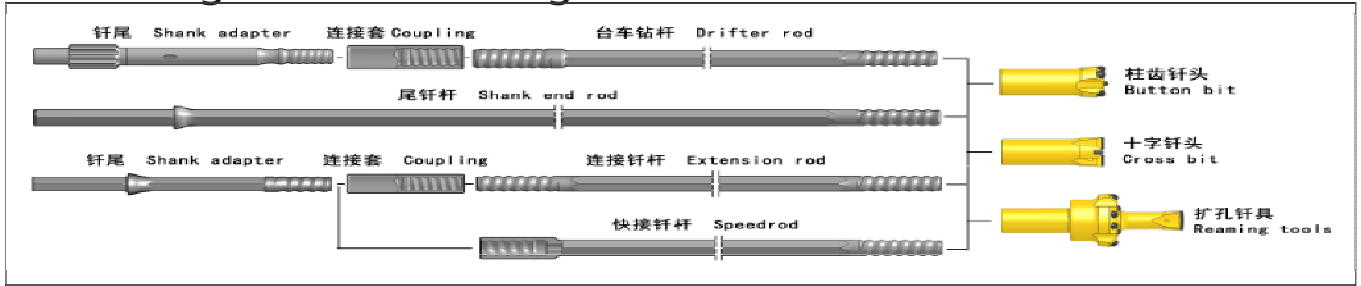 钎尾 Shank adapter 连接套 Coupling 台车钻杆 Drifter rod
柱齿钎头
Button bit
尾钎杆 Shank end rod
十字钎头
Cross bit
钎尾 Shank adapter 连接套 Coupling 连接钎杆 Extension rod
扩孔钎具
Reaming tools
快接钎杆 Speedrod